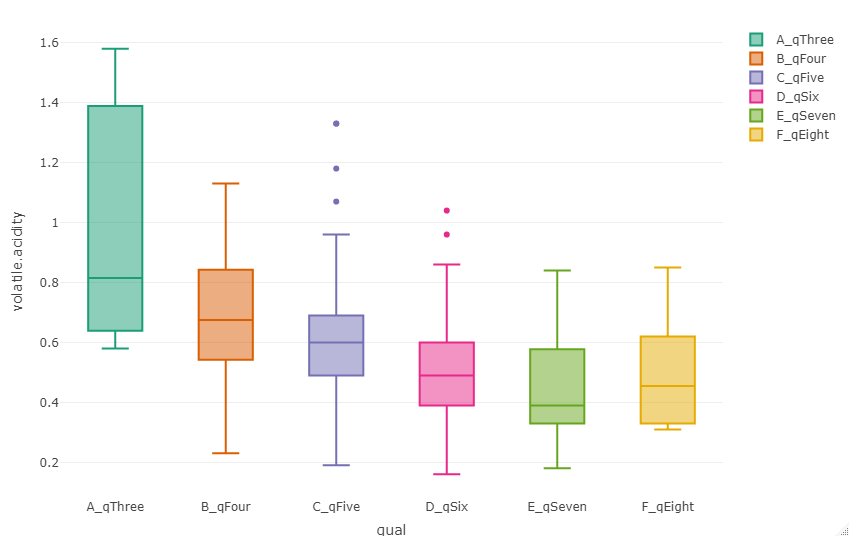 1.6
1.4
1.2
1
0.8
0.6
0.4
0.2
volatile.acidity
A_qThree
B_qFour
C_qFive
D_qSix
E_qSeven
F_qEight
qual
A_qThree
B_qFour
C_qFive
D_qSix
E_qSeven
F_qEight